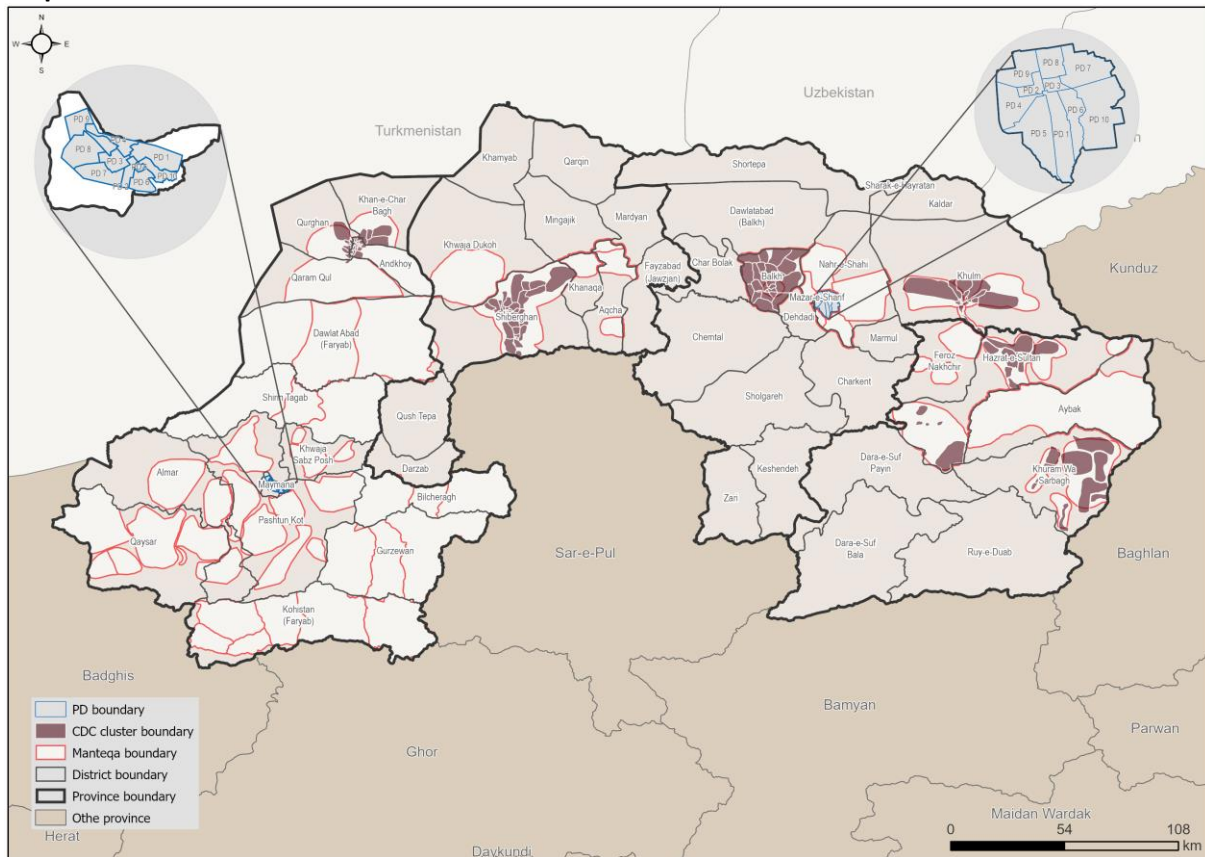 N
W
E
S
Uzbekistan
Turkmenistan
PD 9
PD 8
PD 3
PD 1
PD 7
PD 6
PD 10
PD 8
PD 9
PD 7
PD 2
PD 3
PD 4
PD 6
PD 10
PD 5
PD 1
Khamyab
Qarqin
Shortepa
Sharak-e-Hayratan
Kaldar
Khan-e-Char
Bagh
Qurghan
Mingajik
Mardyan
Dawlatabad
(Balkh)
Khwaja Dukoh
Andkhoy
Qaram Qul
Khanaqa
Fayzabad
(Jawzjan)
Char Bolak
Balkh
Nahr-e-Shahi
Khulm
Kunduz
Mazar-e-Sharif
Shiberghan
Aqcha
Dehdadi
Dawlat Abad
(Faryab)
Chemtal
Marmul
Feroz
Nakhchir
Hazrat-e-Sultan
Charkent
Shirin Tagab
Qush Tepa
Sholgareh
Aybak
Khwaja
Sabz Posh
Almar
Darzab
Dara-e-Suf
Payin
Keshendeh
Khuram Wa
Sarbagh
Maymana
Bilcheragh
Zari
Pashtun Kot
Qaysar
Gurzewan
Sar-e-Pul
Dara-e-Suf
Bala
Ruy-e-Duab
Baghlan
Kohistan
(Faryab)
Badghis
Bamyan
Parwan
Ghor
Maidan Wardak
Herat
Daykundi
PD boundary
CDC cluster boundary
Manteqa boundary
District boundary
Province boundary
Othe province
0 54 108
km